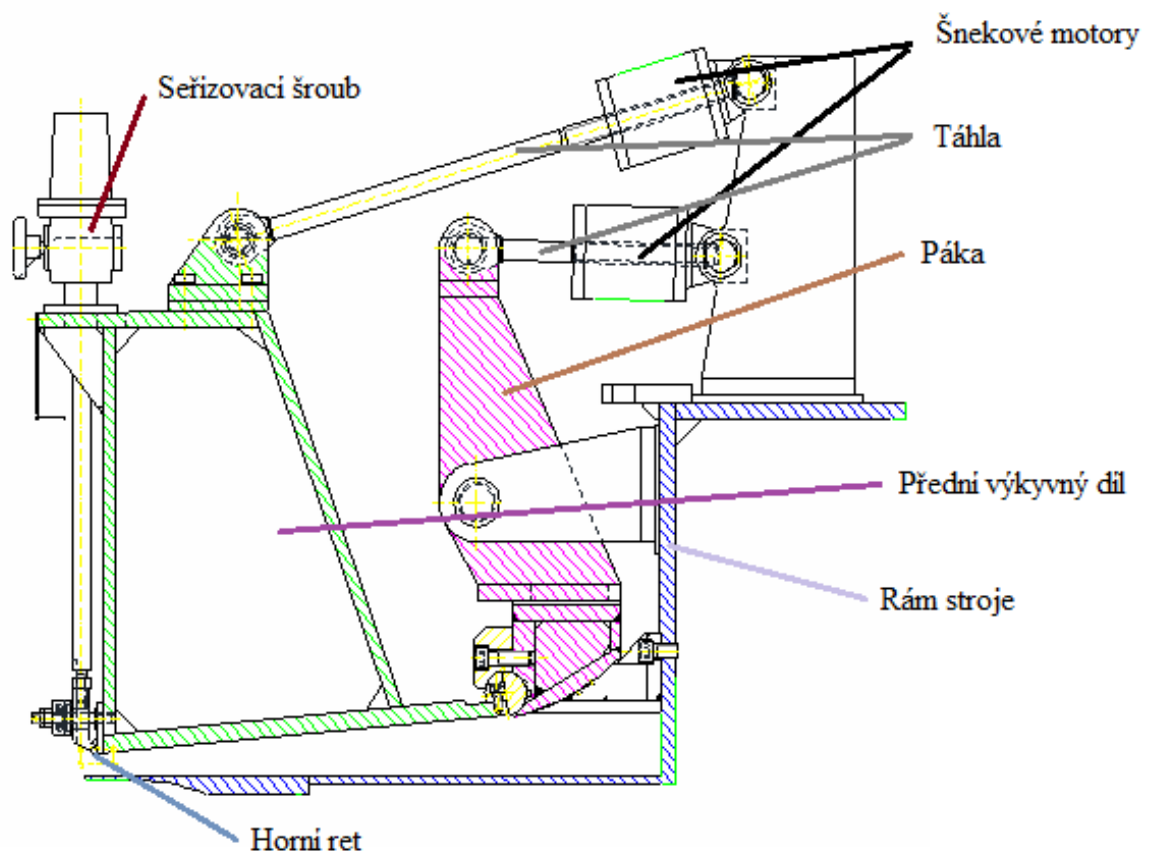 Šnekové motory
Seřizovací šroub
Táhla
Páka
Přední výkyvný díl
Rám stroje
Horní ret